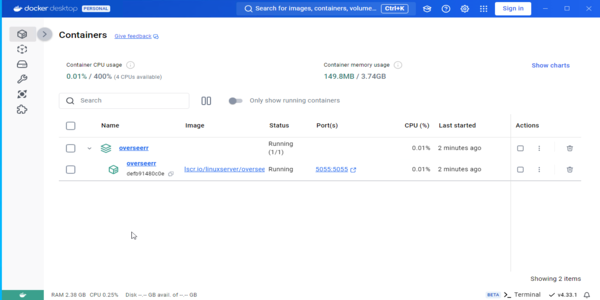 docker desktop PERSONAL
Search for images, containers, volume... Ctrl+K
Sign in
Containers
Give feedback
Container CPU usage
0.01% / 400% (4 CPUs available)
Container memory usage
149.8MB / 3.74GB
Show charts
Search
Only show running containers
Name Image Status Port(s) CPU (%) Last started Actions
overseerr Running (1/1) 0.01% 2 minutes ago
overseerr lscr.io/linuxserver/oversee Running 5055:5055 0.01% 2 minutes ago
defb91480c0e
Showing 2 items
RAM 2.36 GB CPU 0.25% Disk -.-- GB avail. of -.-- GB
BETA >_ Terminal v4.33.1